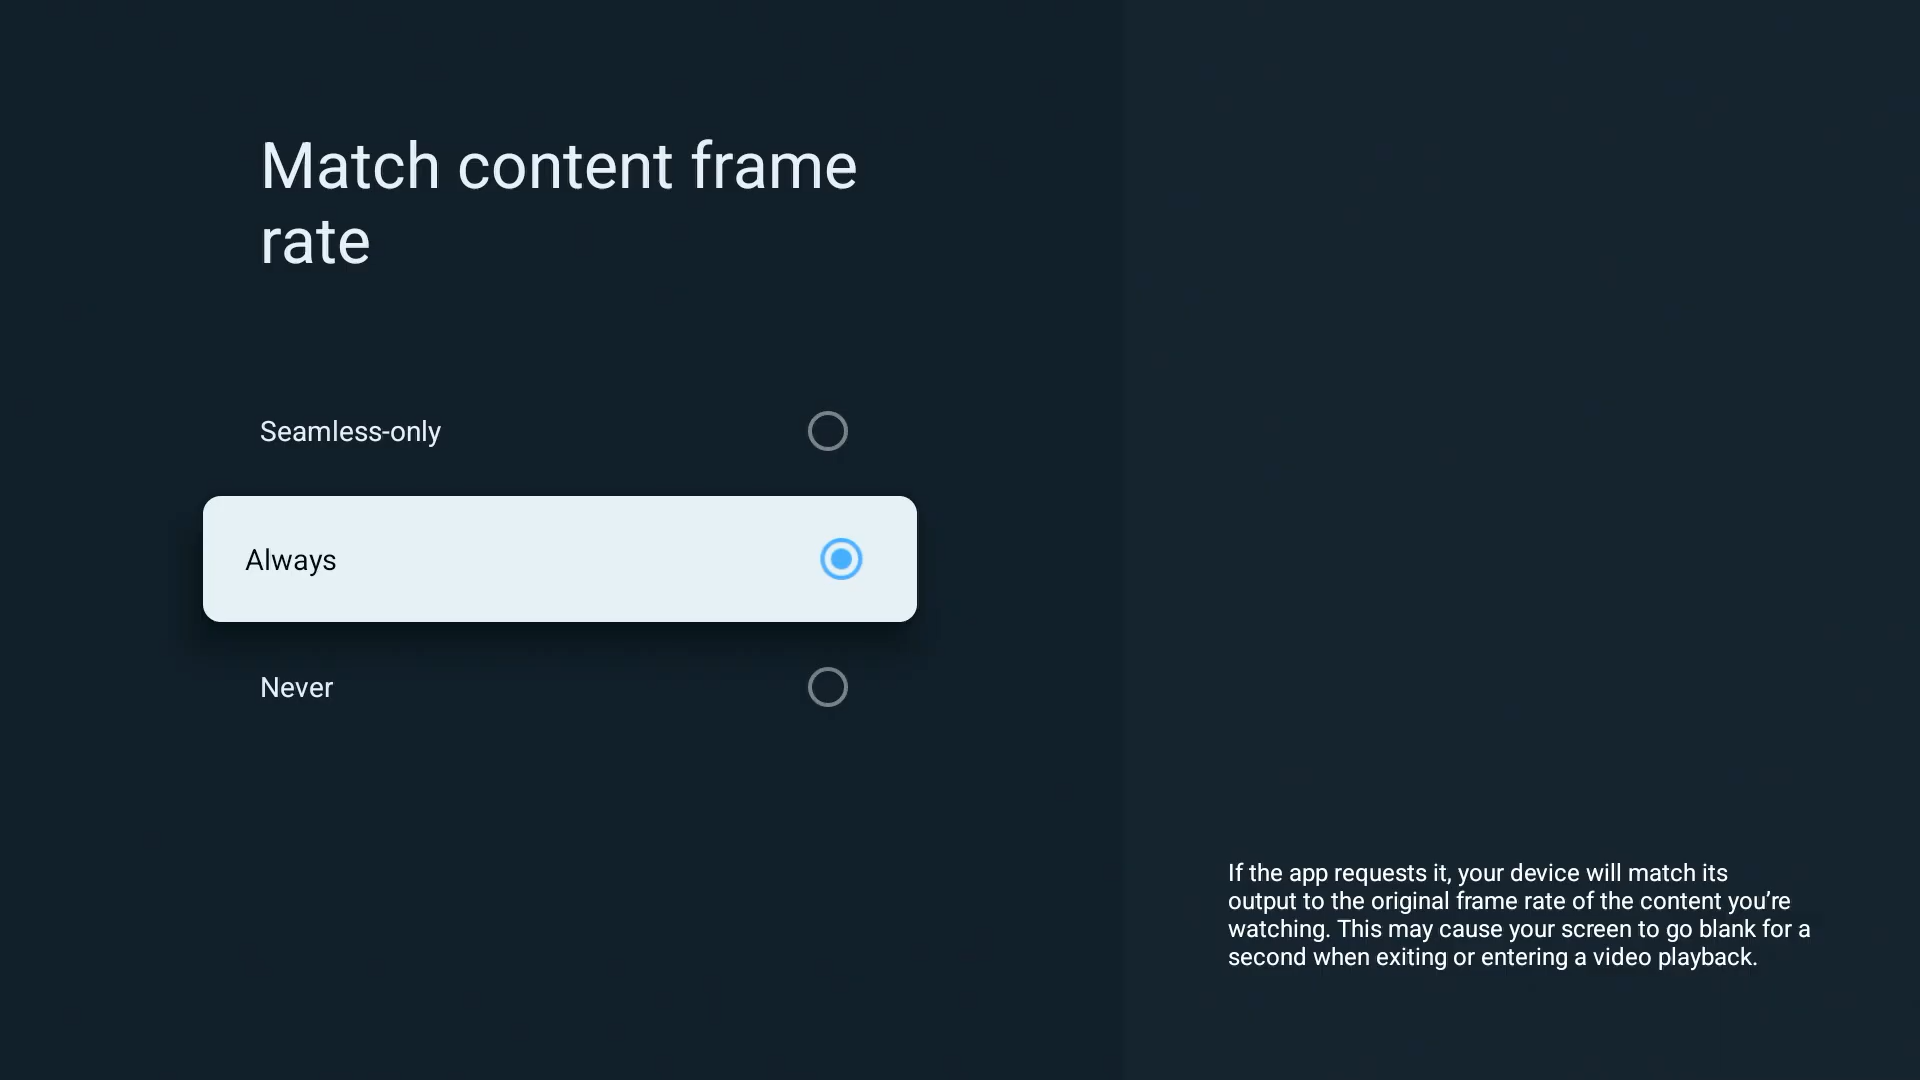 Match content frame
rate
Seamless-only
Always
Never
If the app requests it, your device will match its
output to the original frame rate of the content you’re
watching. This may cause your screen to go blank for a
second when exiting or entering a video playback.